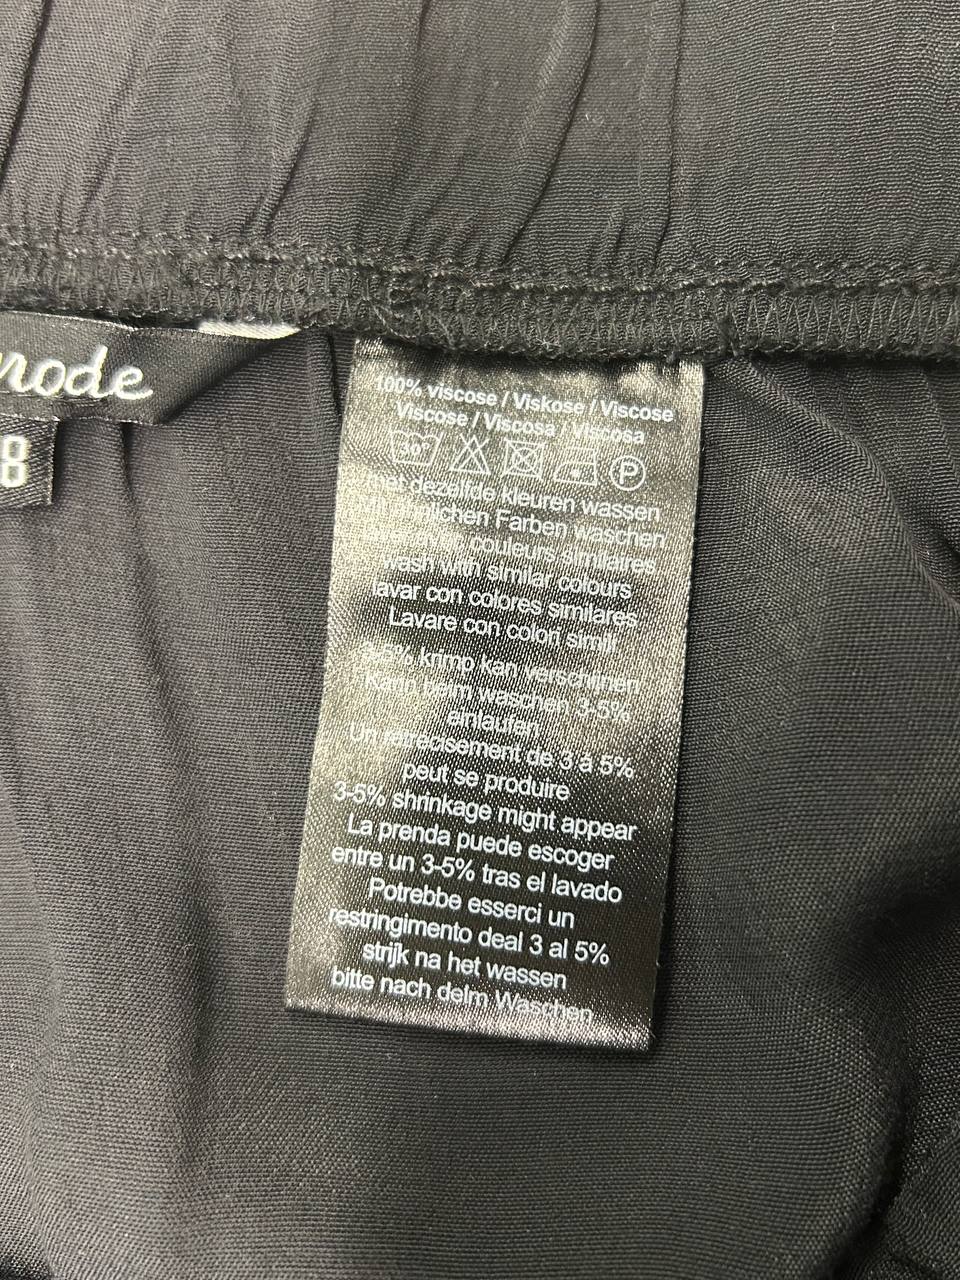 rode
8
100% viscose / Viskose / Viscose
Viscose / Viscosa / Viscosa
30°
P
met dezelfde kleuren wassen
Farben waschen
couleurs similaires
wash with similar colours
lavar con colores similares
Lavare con colori simili
3-5% krimp kan verschijnen
Kann beim waschen 3-5%
einlaufen
Un retrecisement de 3 à 5%
peut se produire
3-5% shrinkage might appear
La prenda puede escoger
entre un 3-5% tras el lavado
Potrebbe esserci un
restringimento deal 3 al 5%
strijk na het wassen
bitte nach delm Waschen